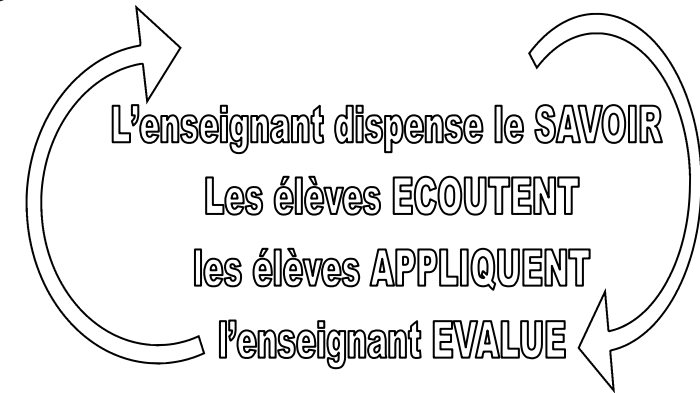 L'enseignant dispense le SAVOIR
Les élèves ECOUTENT
les élèves APPLIQUENT
l'enseignant EVALUE